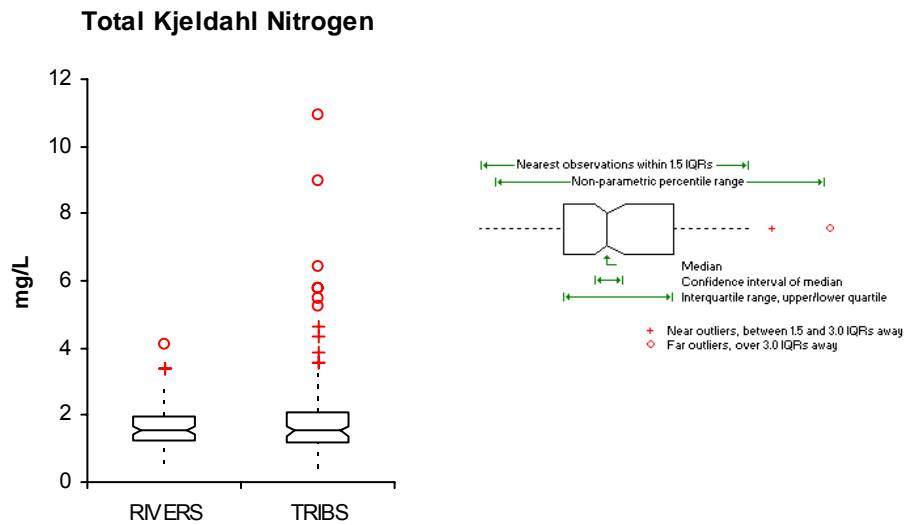 Total Kjeldahl Nitrogen
12
10
8
6
4
2
0
mg/L
RIVERS
TRIBS
Nearest observations within 1.5 IQRs
Non-parametric percentile range
Median
Confidence interval of median
Interquartile range, upper/lower quartile
Near outliers, between 1.5 and 3.0 IQRs away
Far outliers, over 3.0 IQRs away